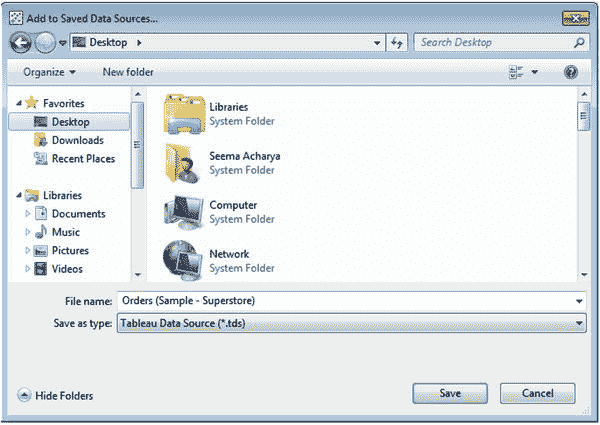 Add to Saved Data Sources...
Desktop
Search Desktop
Organize
New folder
Favorites
Desktop
Downloads
Recent Places
Libraries
Documents
Music
Pictures
Videos
Libraries
System Folder
Seema Acharya
System Folder
Computer
System Folder
Network
System Folder
File name: Orders (Sample - Superstore)
Save as type: Tableau Data Source (*.tds)
Hide Folders
Save
Cancel